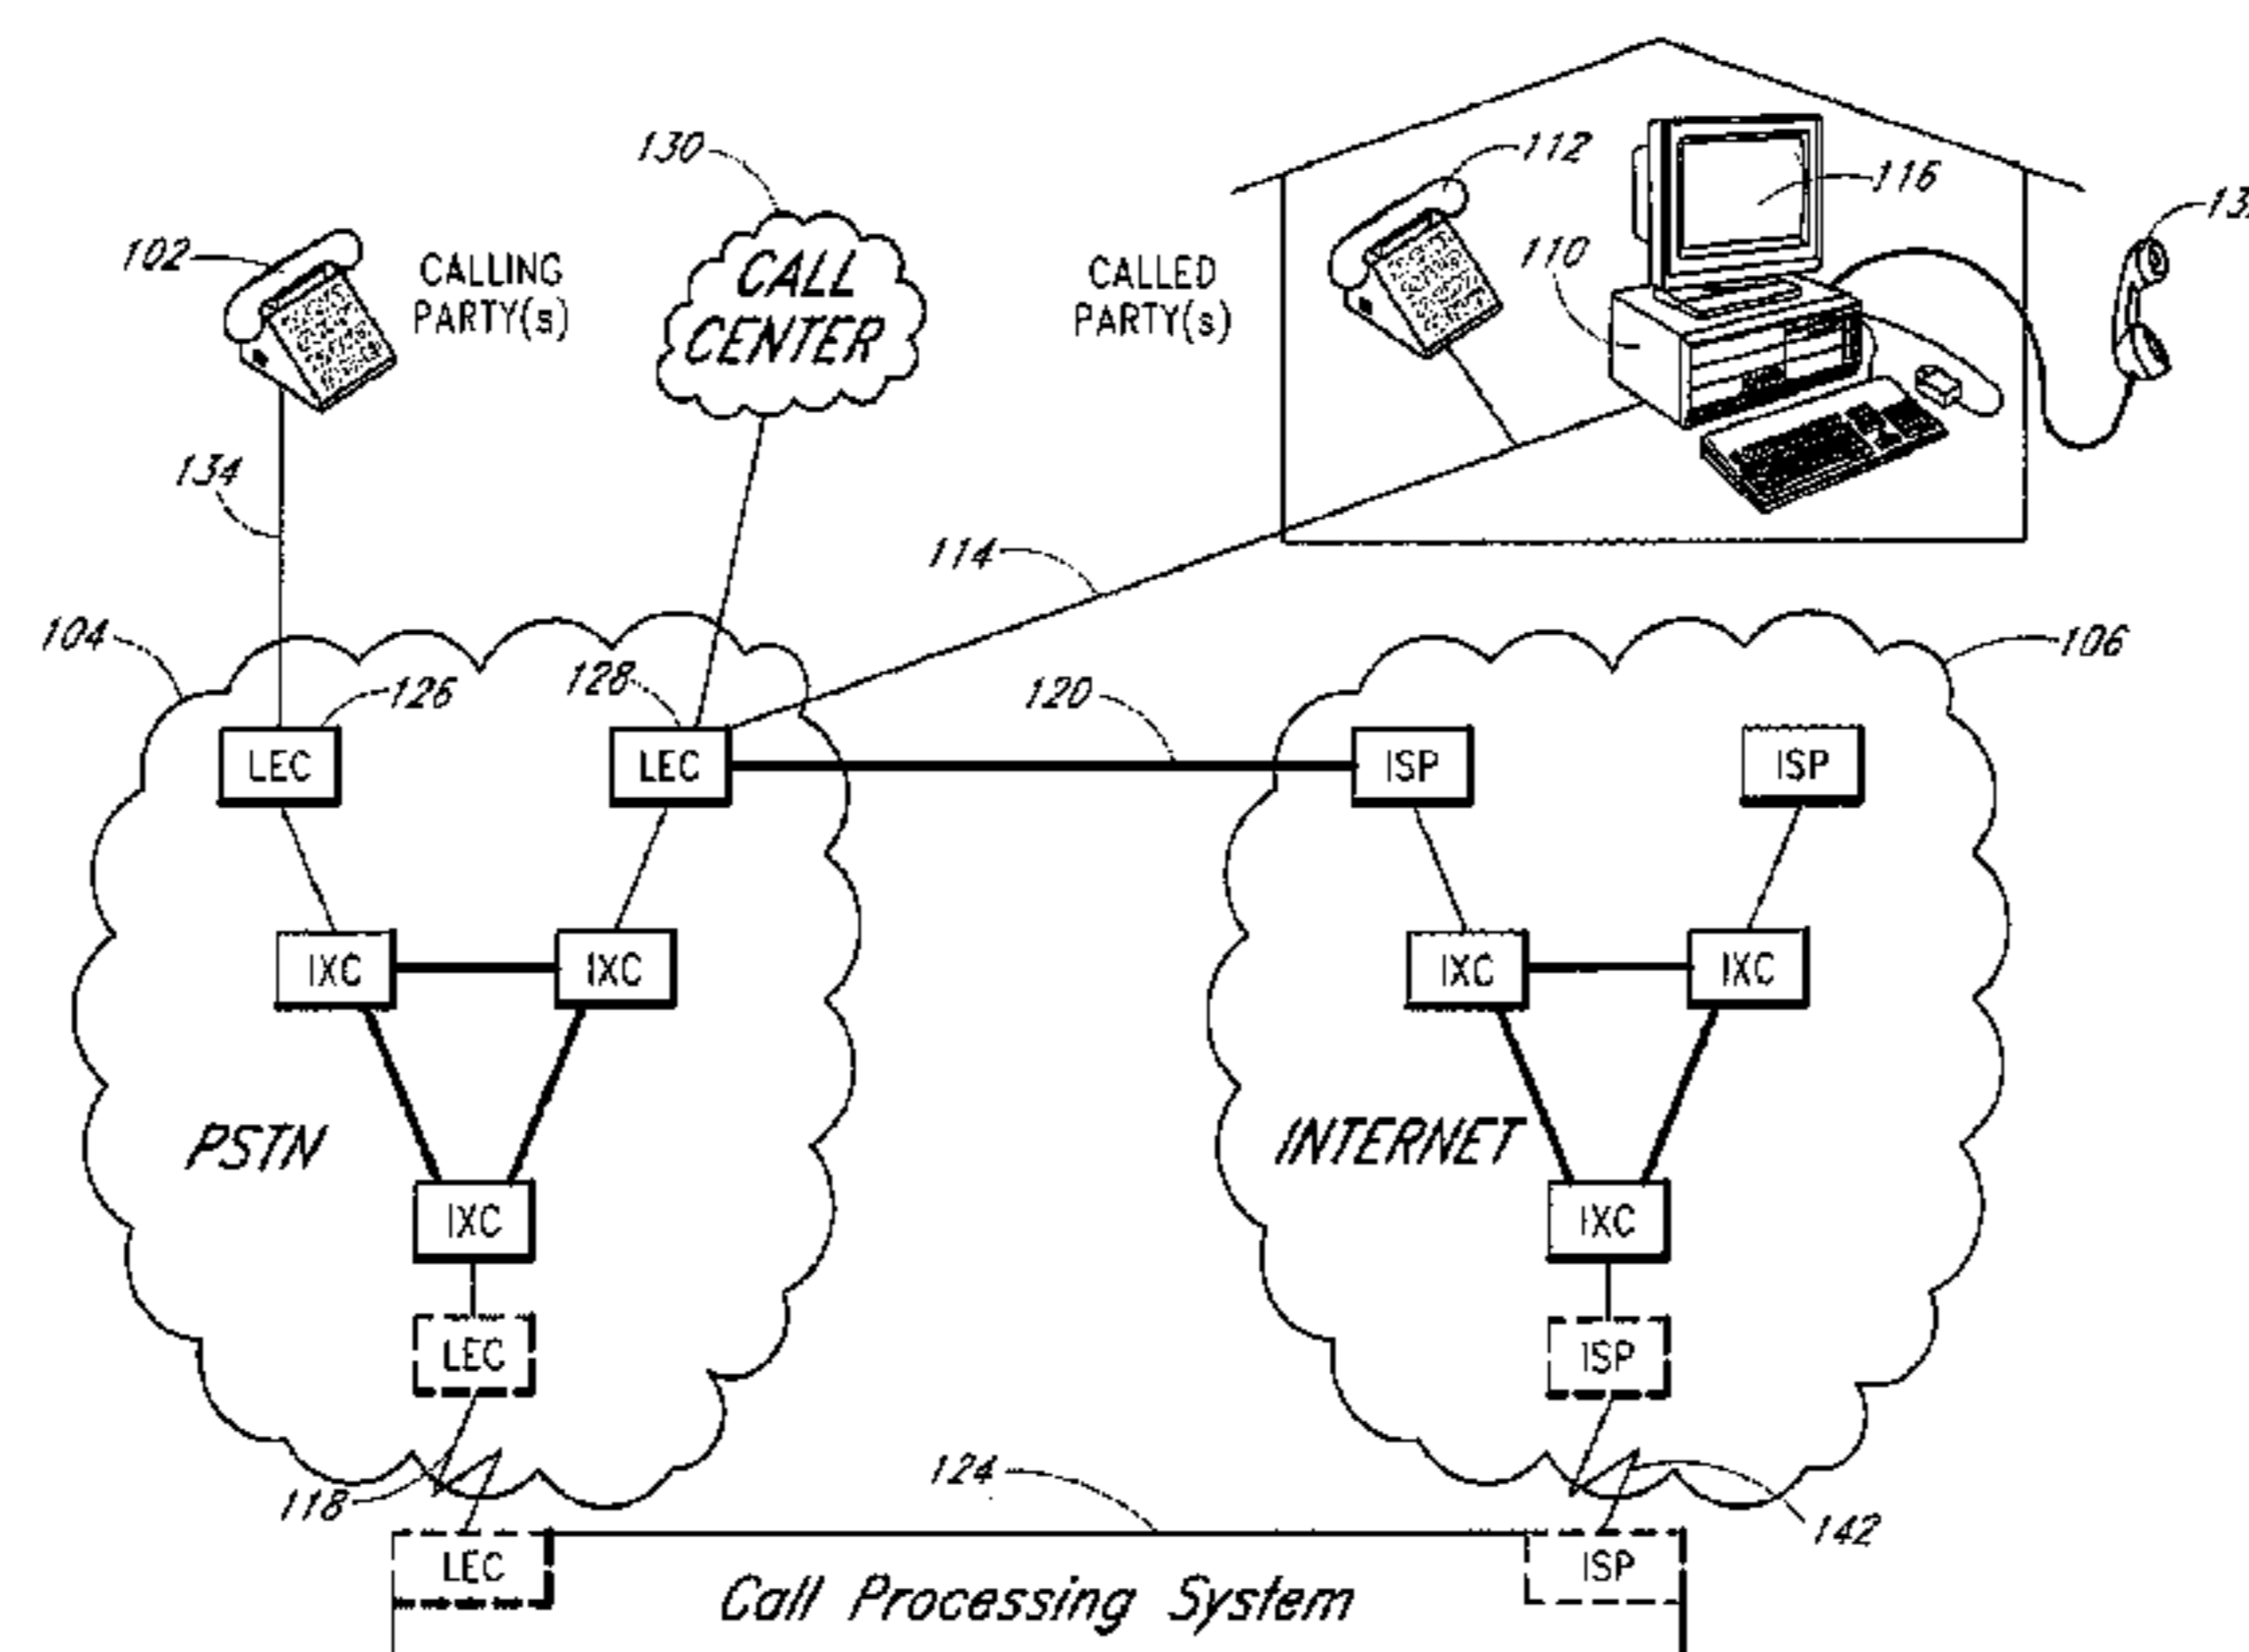 130
112
116
102
CALLING
PARTY(s)
CALL
CENTER
CALLED
PARTY(s)
110
134
114
104
126
128
120
106
LEC
LEC
ISP
ISP
IXC
IXC
IXC
IXC
PSTN
INTERNET
IXC
IXC
LEC
ISP
118
124
142
LEC
ISP
Call Processing System